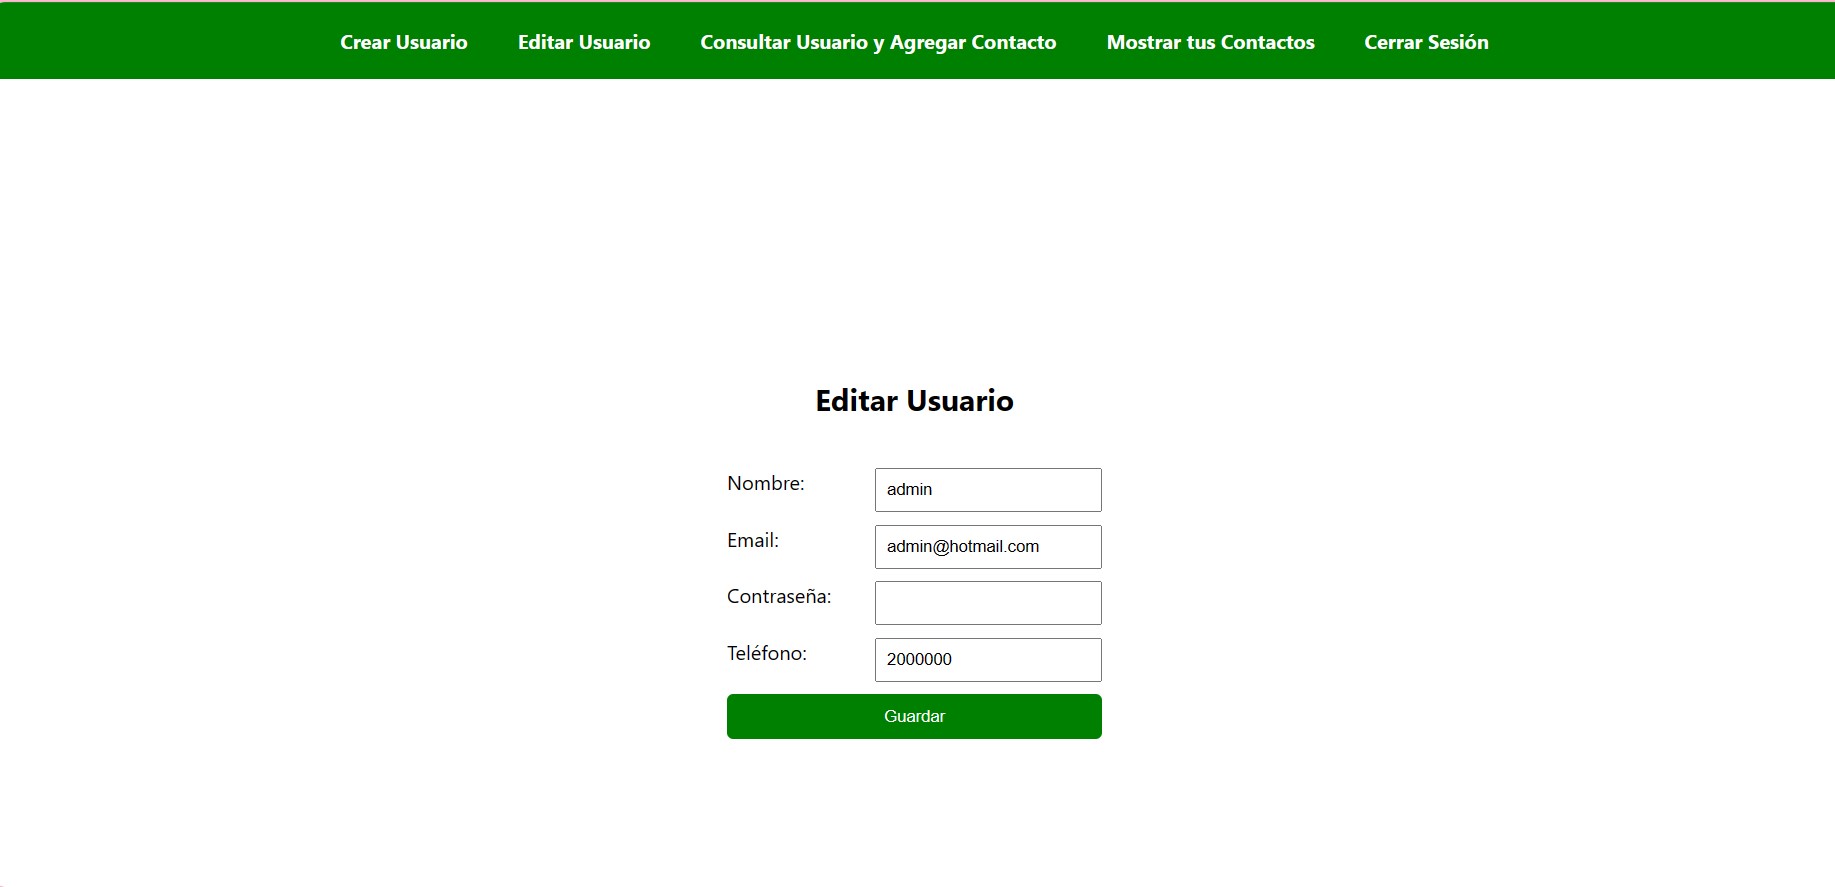 Crear Usuario Editar Usuario Consultar Usuario y Agregar Contacto Mostrar tus Contactos Cerrar Sesión
Editar Usuario
Nombre: admin
Email: admin@hotmail.com
Contraseña:
Teléfono: 2000000
Guardar